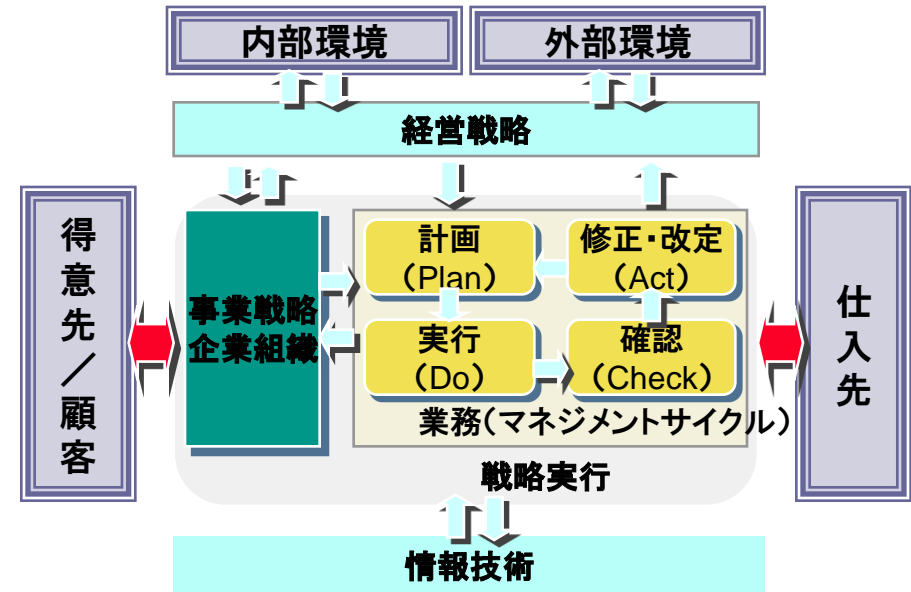 内部環境
外部環境
経営戦略
得意先／顧客
事業戦略
企業組織
計画
（Plan）
修正・改定
（Act）
実行
（Do）
確認
（Check）
業務（マネジメントサイクル）
戦略実行
仕入先
情報技術